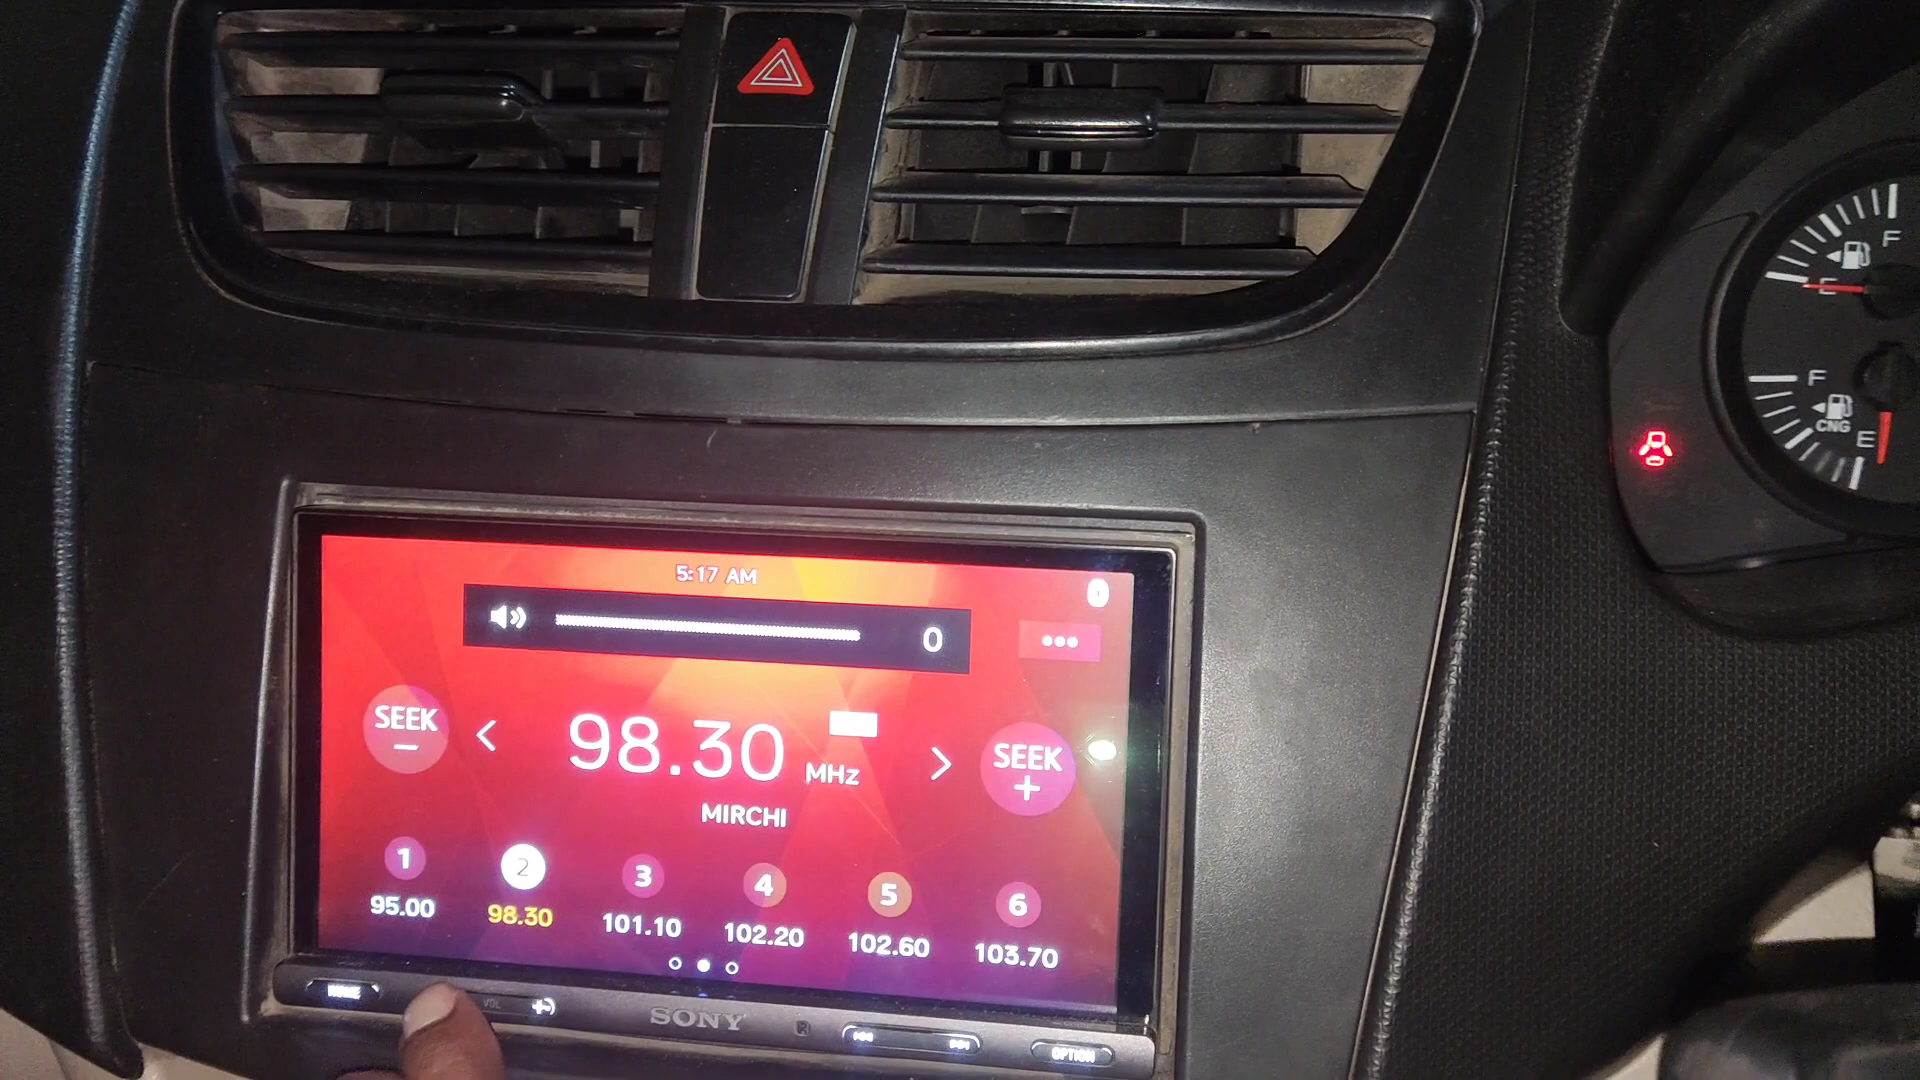 F
E
F
CNG
E
5:17 AM
0
0
SEEK
98.30
MHz
SEEK
MIRCHI
1
2
3
4
5
6
95.00
98.30
101.10
102.20
102.60
103.70
HOME
VOL
SONY
OPTION